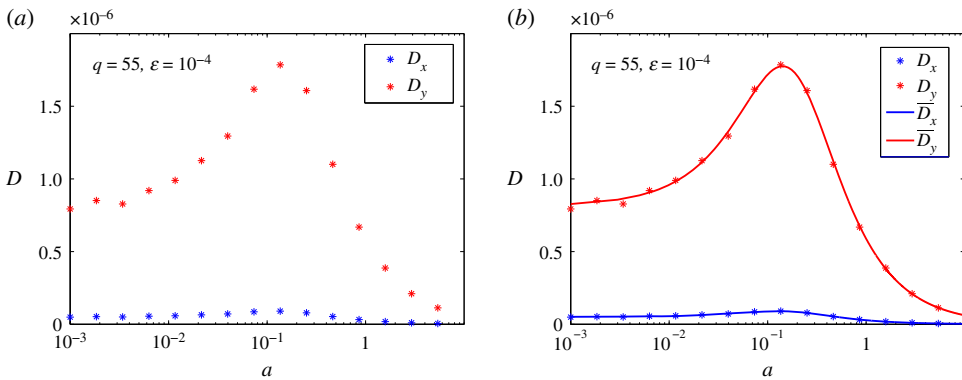 (a)
×10⁻⁶
q = 55, ε = 10⁻⁴
D_x
D_y
1.5
1.0
0.5
0
D
10⁻³
10⁻²
10⁻¹
1
a
(b)
×10⁻⁶
q = 55, ε = 10⁻⁴
D_x
D_y
D̅_x
D̅_y
1.5
1.0
0.5
0
D
10⁻³
10⁻²
10⁻¹
1
a